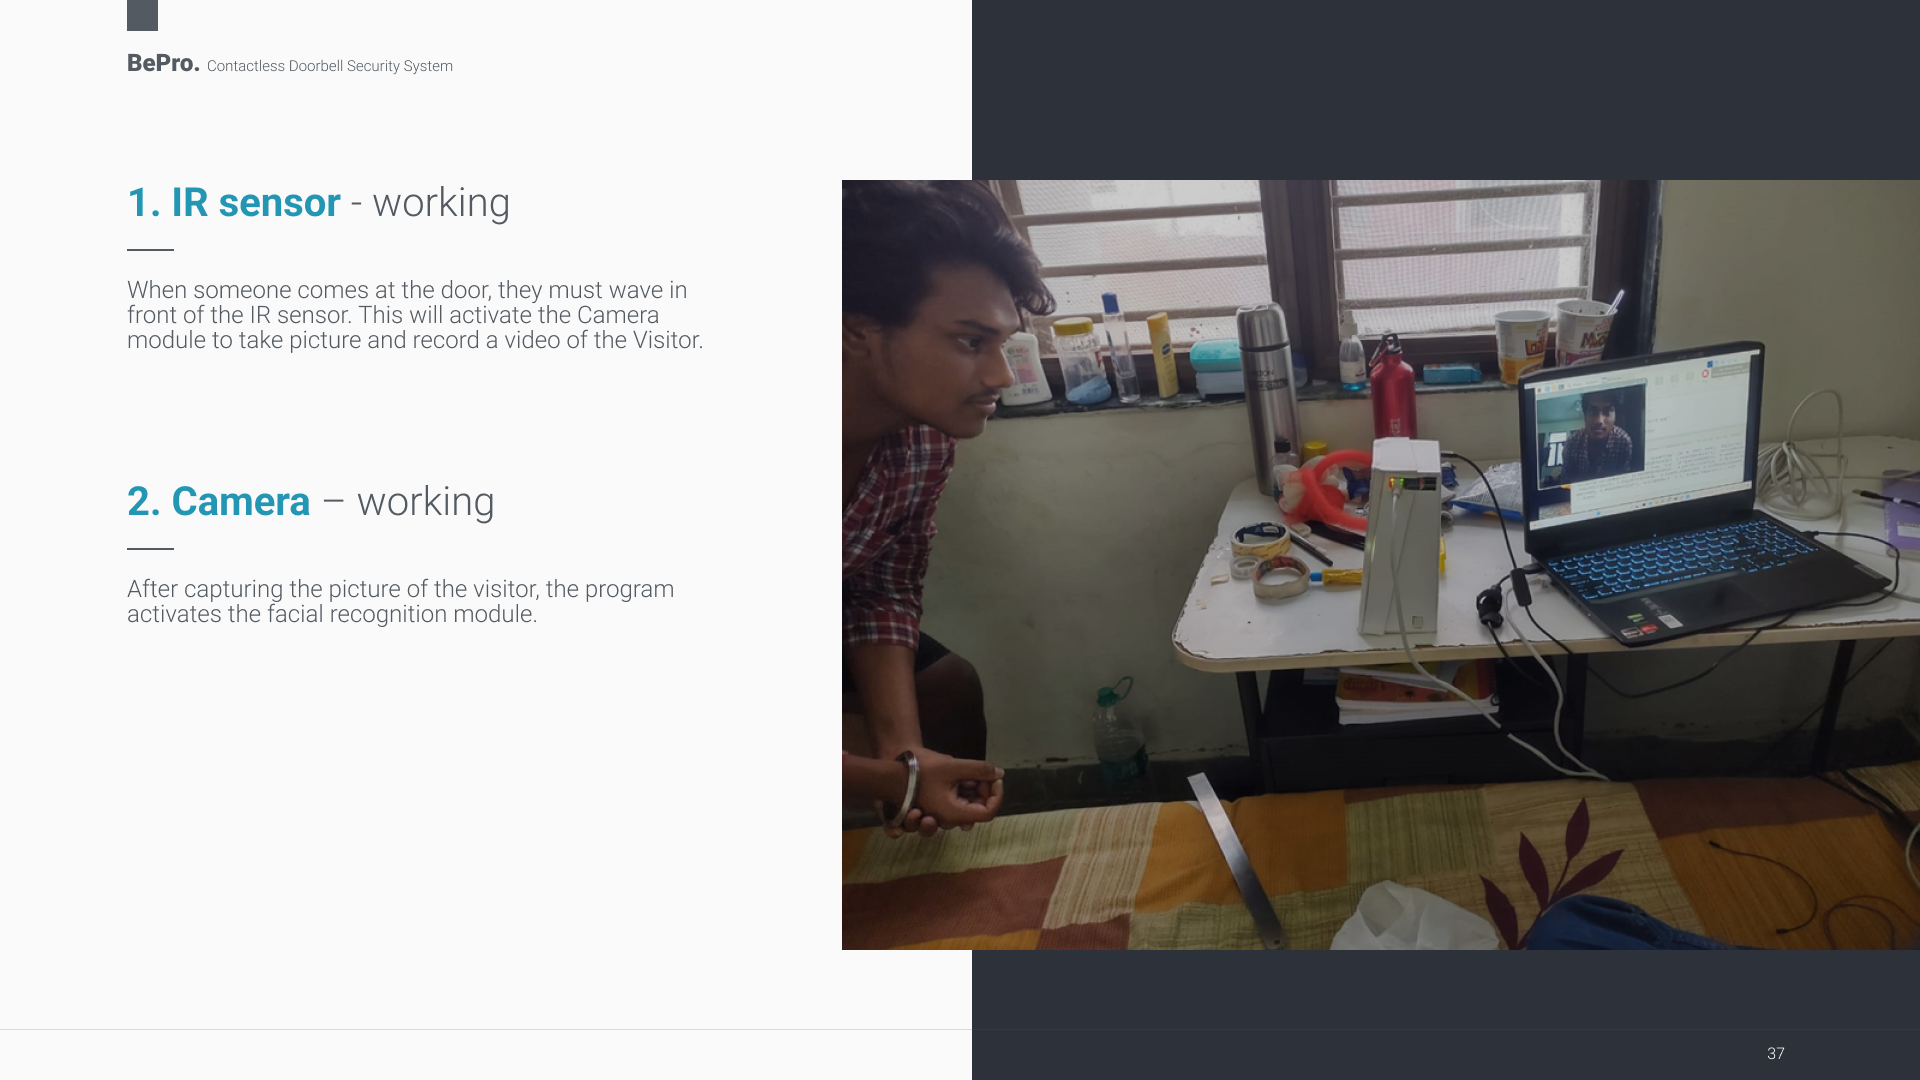 BePro. Contactless Doorbell Security System
1. IR sensor - working
When someone comes at the door, they must wave in
front of the IR sensor. This will activate the Camera
module to take picture and record a video of the Visitor.
2. Camera – working
After capturing the picture of the visitor, the program
activates the facial recognition module.
37